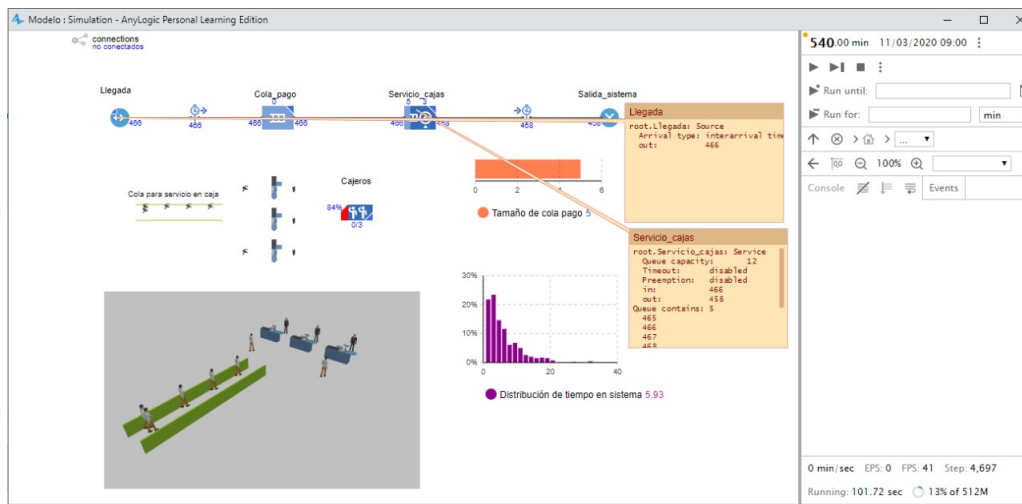 Modelo : Simulation - AnyLogic Personal Learning Edition
connections
no conectados
540.00 min 11/03/2020 09:00
Llegada
Cola_pago
Servicio_cajas
Salida_sistema
0
5 3
466
466
466
466
466
458
458
Run until:
Run for:
min
Llegada
root.Llegada: Source
Arrival type: interarrival time
out: 466
100%
Console
Events
Cola para servicio en caja
Cajeros
84%
0/3
0 2 4 6
Tamaño de cola pago 5
Servicio_cajas
root.Servicio_cajas: Service
Queue capacity: 12
Timeout: disabled
Preemption: disabled
in: 466
out: 458
Queue contains: 5
465
466
467
468
30%
20%
10%
0%
0 20 40
Distribución de tiempo en sistema 5.93
0 min/sec EPS: 0 FPS: 41 Step: 4,697
Running: 101.72 sec 13% of 512M